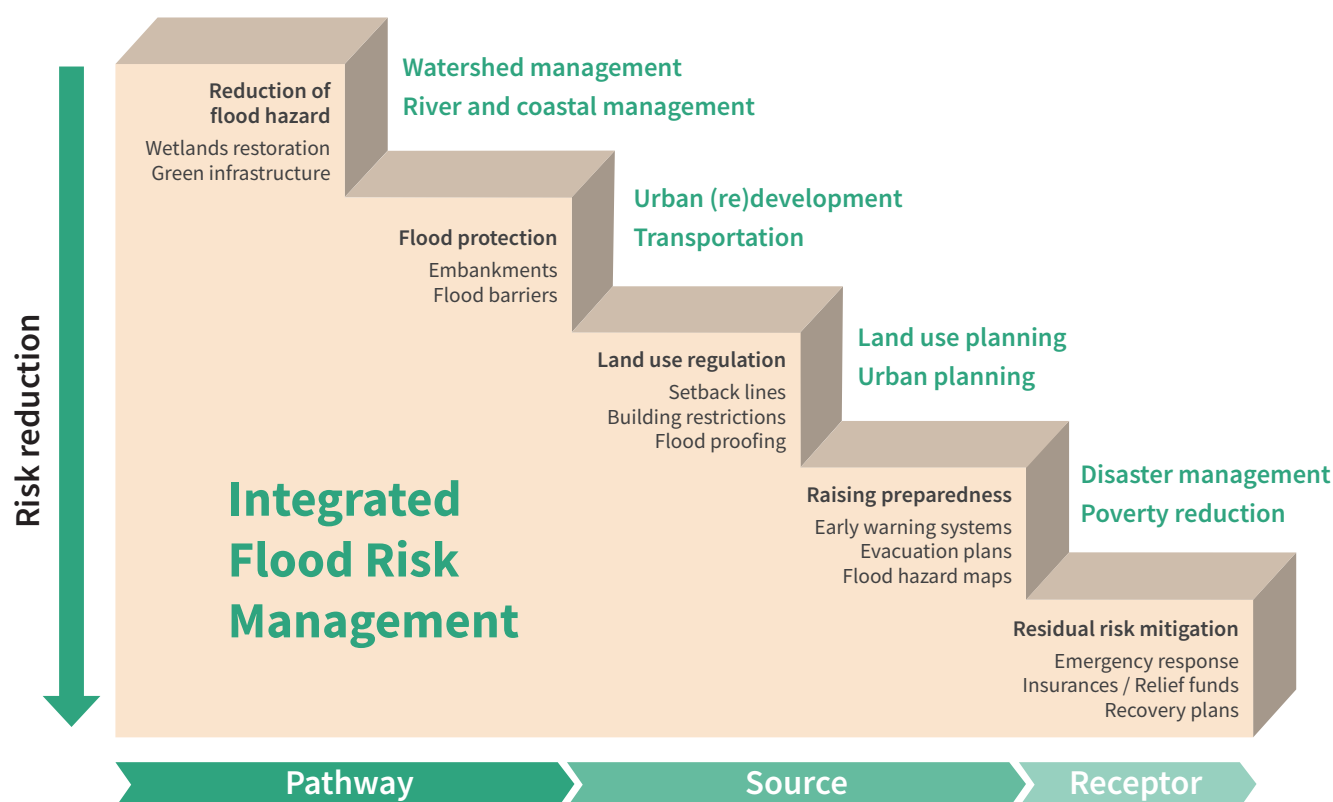 Reduction of
flood hazard
Wetlands restoration
Green infrastructure
Watershed management
River and coastal management
Flood protection
Embankments
Flood barriers
Urban (re)development
Transportation
Land use regulation
Setback lines
Building restrictions
Flood proofing
Land use planning
Urban planning
Raising preparedness
Early warning systems
Evacuation plans
Flood hazard maps
Disaster management
Poverty reduction
Residual risk mitigation
Emergency response
Insurances / Relief funds
Recovery plans
Risk reduction
Integrated
Flood Risk
Management
Pathway
Source
Receptor